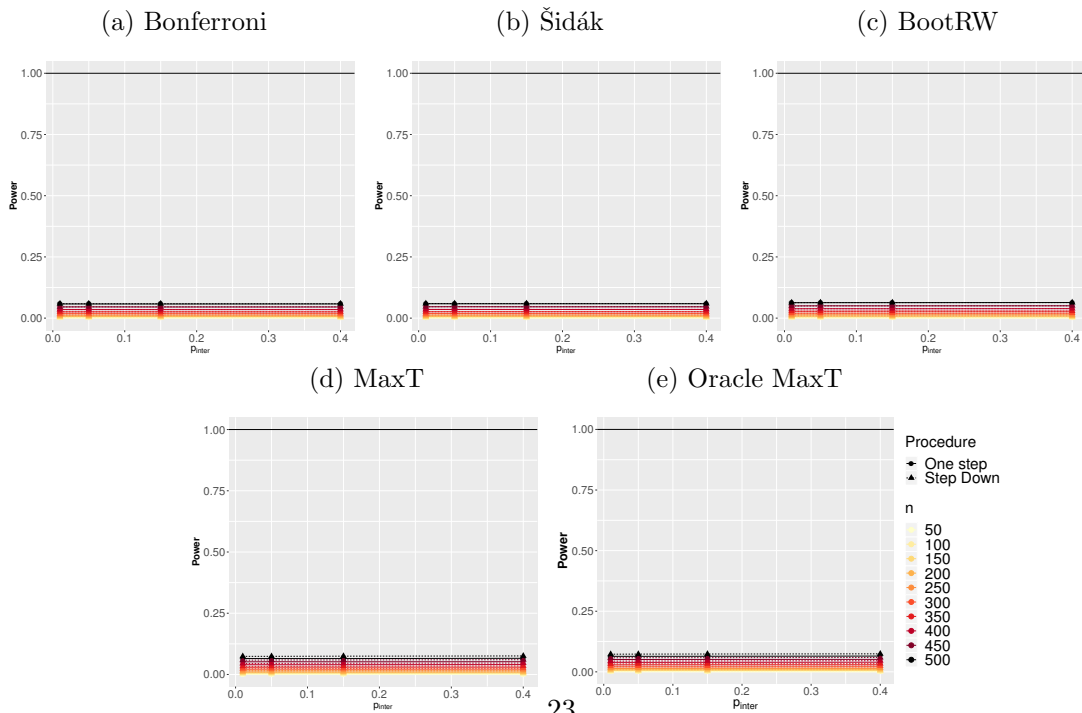 (a) Bonferroni
(b) Šidák
(c) BootRW
1.00
0.75
0.50
0.25
0.00
Power
0.0 0.1 0.2 0.3 0.4
pinter
1.00
0.75
0.50
0.25
0.00
Power
0.0 0.1 0.2 0.3 0.4
pinter
1.00
0.75
0.50
0.25
0.00
Power
0.0 0.1 0.2 0.3 0.4
pinter
(d) MaxT
(e) Oracle MaxT
1.00
0.75
0.50
0.25
0.00
Power
0.0 0.1 0.2 0.3 0.4
pinter
1.00
0.75
0.50
0.25
0.00
Power
0.0 0.1 0.2 0.3 0.4
pinter
Procedure
One step
Step Down
n
50
100
150
200
250
300
350
400
450
500
23